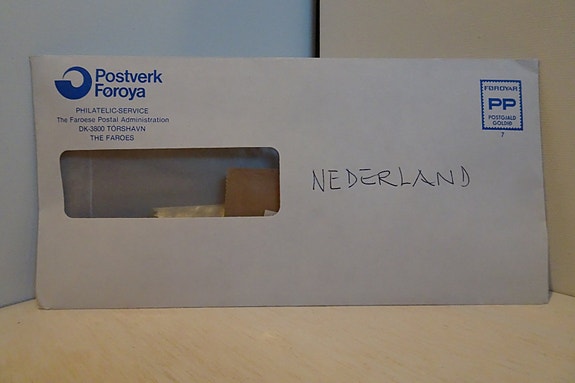 Postverk
Føroya
PHILATELIC-SERVICE
The Faroese Postal Administration
DK-3800 TÓRSHAVN
THE FAROES
FØROYAR
PP
POSTGJALD
GOLDIÐ
7
NEDERLAND